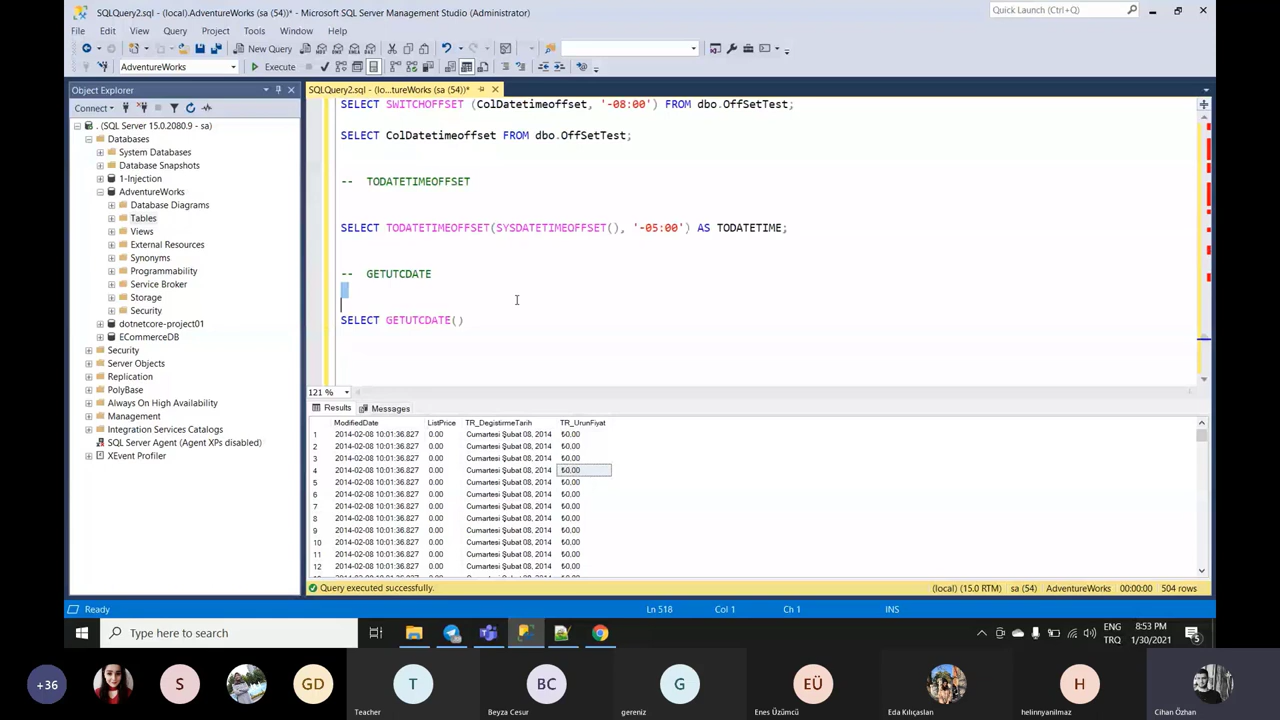 SQLQuery2.sql - (local).AdventureWorks (sa (54))* - Microsoft SQL Server Management Studio (Administrator)
Quick Launch (Ctrl+Q)
File Edit View Query Project Tools Window Help
New Query
AdventureWorks
Execute
Object Explorer
SQLQuery2.sql - (lo...tureWorks (sa (54))*
Connect
. (SQL Server 15.0.2080.9 - sa)
Databases
System Databases
Database Snapshots
1-Injection
AdventureWorks
Database Diagrams
Tables
Views
External Resources
Synonyms
Programmability
Service Broker
Storage
Security
dotnetcore-project01
ECommerceDB
Security
Server Objects
Replication
PolyBase
Always On High Availability
Management
Integration Services Catalogs
SQL Server Agent (Agent XPs disabled)
XEvent Profiler
SELECT SWITCHOFFSET (ColDatetimeoffset, '-08:00') FROM dbo.OffSetTest;
SELECT ColDatetimeoffset FROM dbo.OffSetTest;
-- TODATETIMEOFFSET
SELECT TODATETIMEOFFSET(SYSDATETIMEOFFSET(), '-05:00') AS TODATETIME;
-- GETUTCDATE
SELECT GETUTCDATE()
121 %
Results Messages
ModifiedDate ListPrice TR_DegistirmeTarih TR_UrunFiyat
1 2014-02-08 10:01:36.827 0.00 Cumartesi Şubat 08, 2014 ₺0.00
2 2014-02-08 10:01:36.827 0.00 Cumartesi Şubat 08, 2014 ₺0.00
3 2014-02-08 10:01:36.827 0.00 Cumartesi Şubat 08, 2014 ₺0.00
4 2014-02-08 10:01:36.827 0.00 Cumartesi Şubat 08, 2014 ₺0.00
5 2014-02-08 10:01:36.827 0.00 Cumartesi Şubat 08, 2014 ₺0.00
6 2014-02-08 10:01:36.827 0.00 Cumartesi Şubat 08, 2014 ₺0.00
7 2014-02-08 10:01:36.827 0.00 Cumartesi Şubat 08, 2014 ₺0.00
8 2014-02-08 10:01:36.827 0.00 Cumartesi Şubat 08, 2014 ₺0.00
9 2014-02-08 10:01:36.827 0.00 Cumartesi Şubat 08, 2014 ₺0.00
10 2014-02-08 10:01:36.827 0.00 Cumartesi Şubat 08, 2014 ₺0.00
11 2014-02-08 10:01:36.827 0.00 Cumartesi Şubat 08, 2014 ₺0.00
12 2014-02-08 10:01:36.827 0.00 Cumartesi Şubat 08, 2014 ₺0.00
Query executed successfully.
(local) (15.0 RTM) sa (54) AdventureWorks 00:00:00 504 rows
Ready Ln 518 Col 1 Ch 1 INS
Type here to search
ENG
TRQ
8:53 PM
1/30/2021
5
+36 S GD T BC G EÜ H
Teacher Beyza Cesur gereniz Enes Üzümcü Eda Kılıçaslan helinnyanilmaz Cihan Özhan